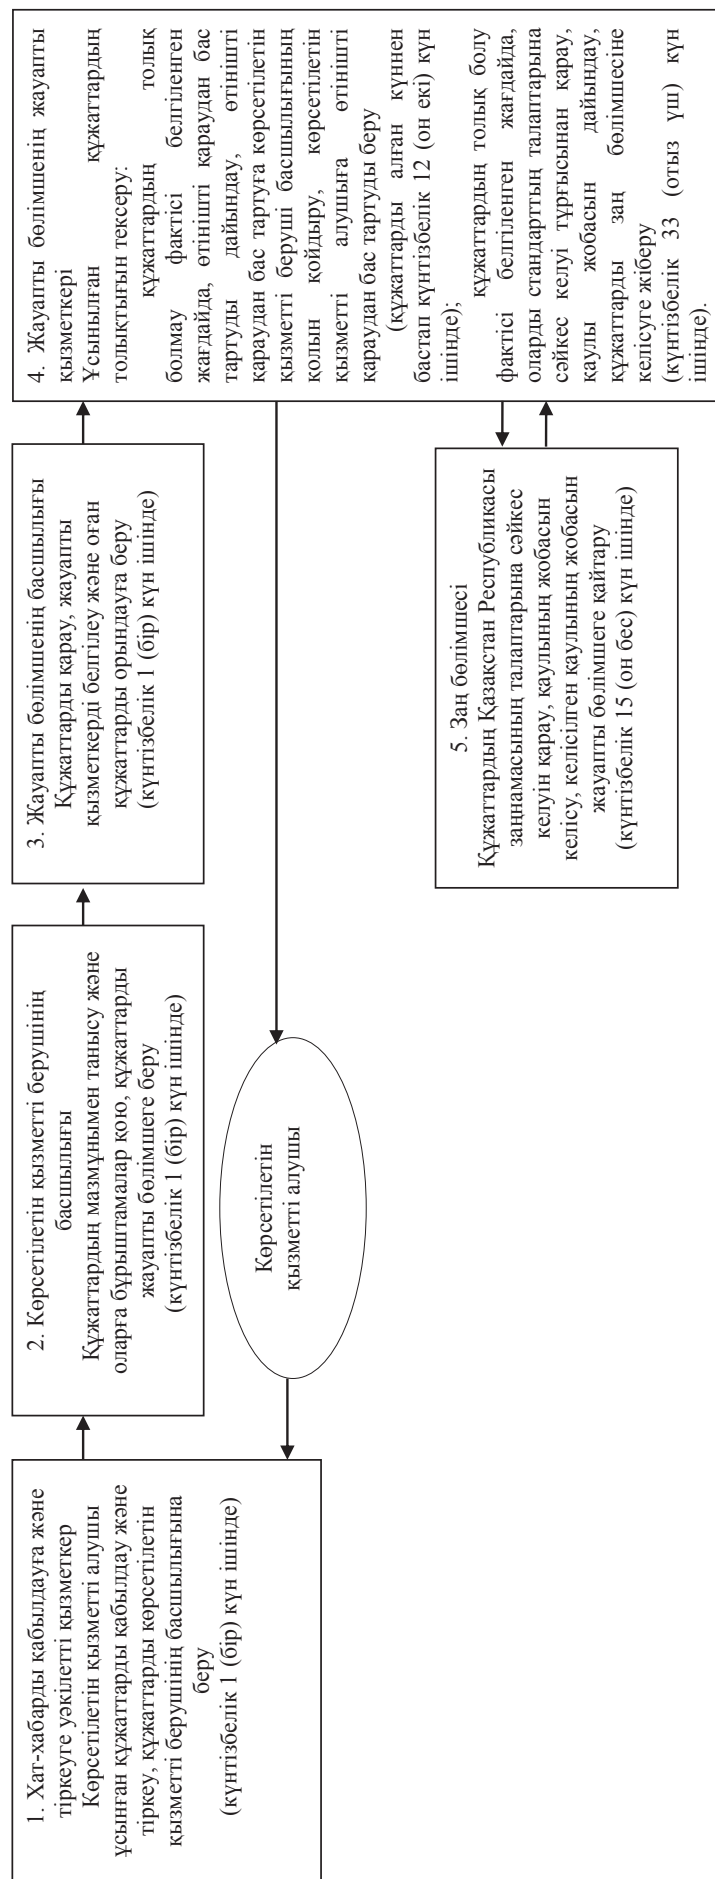 1. Хат-хабарды қабылдауға және
тіркеуге уәкілетті қызметкер
Көрсетілетін қызметті алушы
ұсынған құжаттарды қабылдау және
тіркеу, құжаттарды көрсетілетін
қызметті берушінің басшылығына
беру
(күнтізбелік 1 (бір) күн ішінде)
2. Көрсетілетін қызметті берушінің
басшылығы
Құжаттардың мазмұнымен танысу және
оларға бұрыштамалар қою, құжаттарды
жауапты бөлімшеге беру
(күнтізбелік 1 (бір) күн ішінде)
3. Жауапты бөлімшенің басшылығы
Құжаттарды қарау, жауапты
қызметкерді белгілеу және оған
құжаттарды орындауға беру
(күнтізбелік 1 (бір) күн ішінде)
4. Жауапты бөлімшенің жауапты
қызметкері
Ұсынылған құжаттардың
толықтығын тексеру:
құжаттардың толық
болмау фактісі белгіленген
жағдайда, өтінішті қараудан бас
тартуды дайындау, өтінішті
қараудан бас тартуға көрсетілетін
қызметті беруші басшылығының
қолын қойдыру, көрсетілетін
қызметті алушыға өтінішті
қараудан бас тартуды беру
(құжаттарды алған күннен
бастап күнтізбелік 12 (он екі) күн
ішінде);
құжаттардың толық болу
фактісі белгіленген жағдайда,
оларды стандарттың талаптарына
сәйкес келуі тұрғысынан қарау,
қаулы жобасын дайындау,
құжаттарды заң бөлімшесіне
келісуге жіберу
(күнтізбелік 33 (отыз үш) күн
ішінде).
Көрсетілетін
қызметті алушы
5. Заң бөлімшесі
Құжаттардың Қазақстан Республикасы
заңнамасының талаптарына сәйкес
келуін қарау, қаулының жобасын
келісу, келісілген қаулының жобасын
жауапты бөлімшеге қайтару
(күнтізбелік 15 (он бес) күн ішінде)